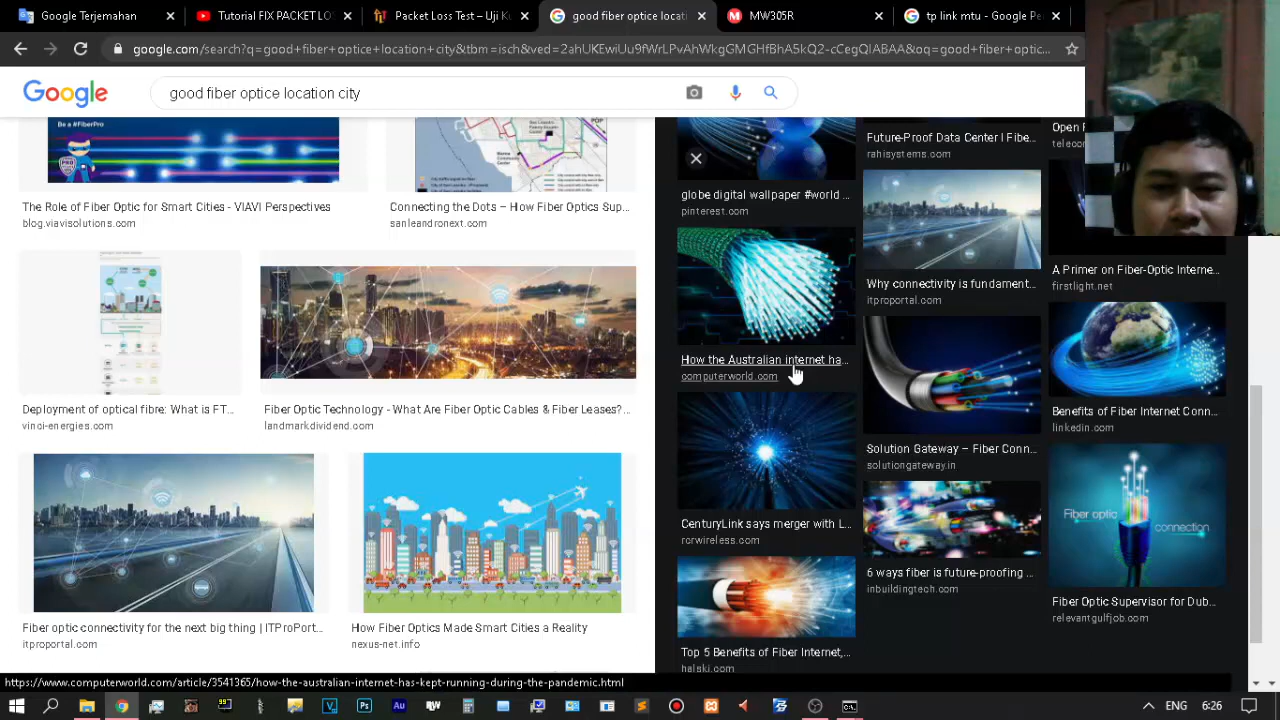 Google Terjemahan
Tutorial FIX PACKET LO
Packet Loss Test – Uji Ku
good fiber optice locati
MW305R
tp link mtu - Google Pe
google.com/search?q=good+fiber+optice+location+city&tbm=isch&ved=2ahUKEwiUu9fWrLPvAhWkgGMGHfBhA5kQ2-cCegQIABAA&oq=good+fiber+optic...
Google
good fiber optice location city
Be a #FiberPro
The Role of Fiber Optic for Smart Cities - VIAVI Perspectives
blog.viavisolutions.com
Connecting the Dots – How Fiber Optics Sup...
sanleandronext.com
Deployment of optical fibre: What is FT...
vinci-energies.com
Fiber Optic Technology - What Are Fiber Optic Cables & Fiber Leases?...
landmarkdividend.com
Fiber optic connectivity for the next big thing | ITProPort...
itproportal.com
How Fiber Optics Made Smart Cities a Reality
nexus-net.info
globe digital wallpaper #world ...
pinterest.com
How the Australian internet ha...
computerworld.com
CenturyLink says merger with L...
rcrwireless.com
Top 5 Benefits of Fiber Internet,...
halski.com
Future-Proof Data Center I Fibe...
rahisystems.com
Why connectivity is fundament...
itproportal.com
Solution Gateway – Fiber Conn...
solutiongateway.in
6 ways fiber is future-proofing ...
inbuildingtech.com
Open F
telecon
A Primer on Fiber-Optic Interne...
firstlight.net
Benefits of Fiber Internet Conn...
linkedin.com
Fiber optic connection
Fiber Optic Supervisor for Dub...
relevantgulfjob.com
https://www.computerworld.com/article/3541365/how-the-australian-internet-has-kept-running-during-the-pandemic.html
ENG 6:26